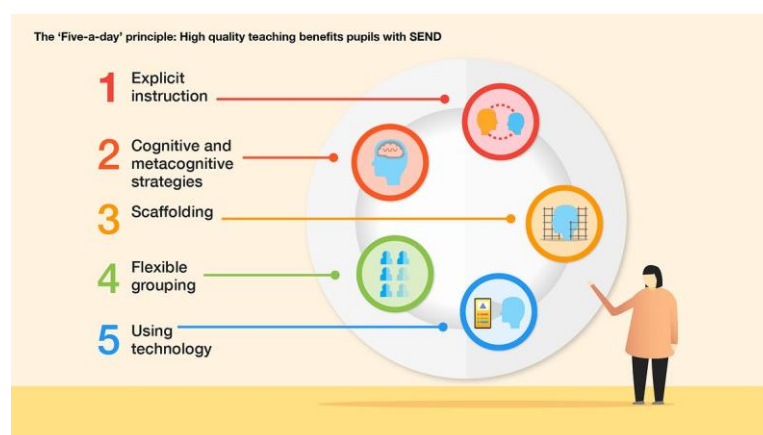 The ‘Five-a-day’ principle: High quality teaching benefits pupils with SEND
1 Explicit
instruction
2 Cognitive and
metacognitive
strategies
3 Scaffolding
4 Flexible
grouping
5 Using
technology